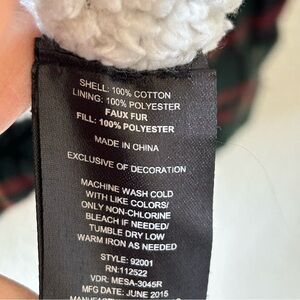 SHELL: 100% COTTON
LINING: 100% POLYESTER
FAUX FUR
FILL: 100% POLYESTER
MADE IN CHINA
EXCLUSIVE OF DECORATION
MACHINE WASH COLD
WITH LIKE COLORS/
ONLY NON-CHLORINE
BLEACH IF NEEDED/
TUMBLE DRY LOW
WARM IRON AS NEEDED
STYLE: 92001
RN:112522
VDR: MESA-3045R
MFG DATE: JUNE 2015